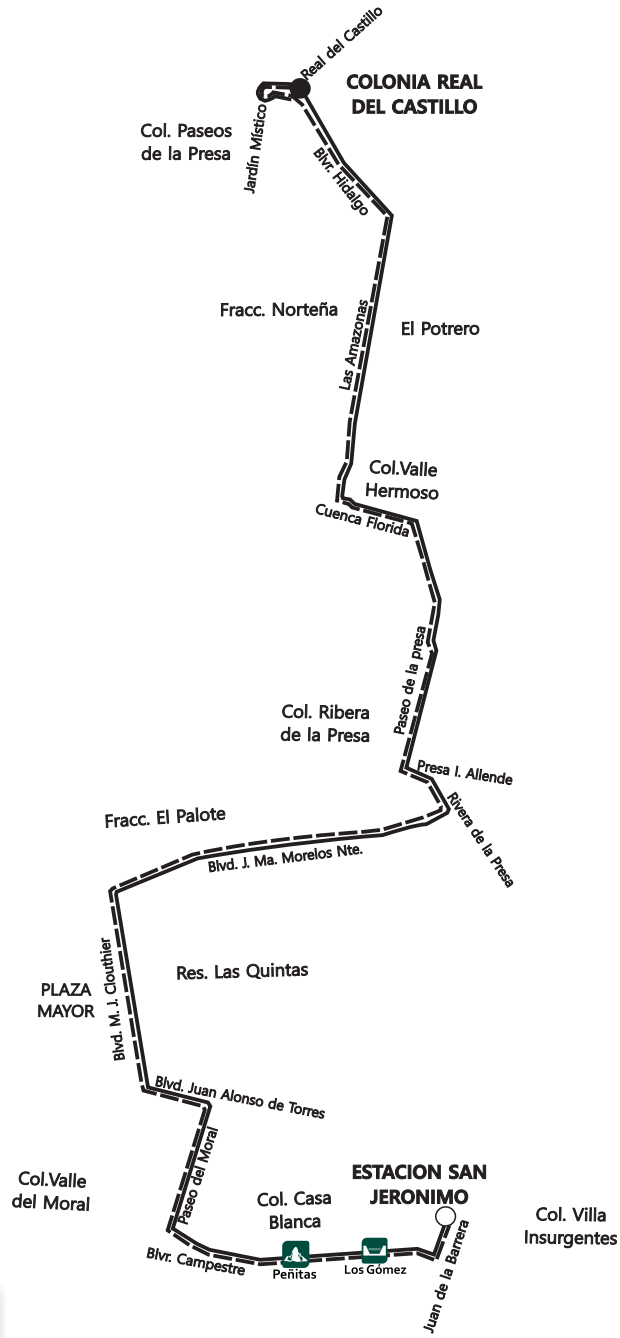 Real del Castillo
COLONIA REAL
DEL CASTILLO
Col. Paseos
de la Presa
Jardín Místico
Blvr. Hidalgo
Fracc. Norteña
El Potrero
Las Amazonas
Col.Valle
Hermoso
Cuenca Florida
Paseo de la presa
Col. Ribera
de la Presa
Presa I. Allende
Rivera de la Presa
Fracc. El Palote
Blvd. J. Ma. Morelos Nte.
Res. Las Quintas
PLAZA
MAYOR
Blvd. M. J. Clouthier
Blvd. Juan Alonso de Torres
Paseo del Moral
Col.Valle
del Moral
ESTACION SAN
JERONIMO
Col. Casa
Blanca
Col. Villa
Insurgentes
Blvr. Campestre
Peñitas
Los Gómez
Juan de la Barrera